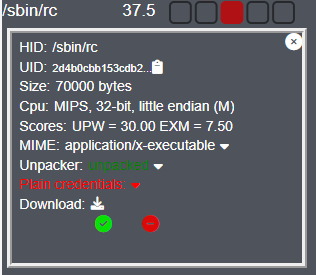 /sbin/rc 37.5
HID: /sbin/rc
UID: 2d4b0cbb153cdb2...
Size: 70000 bytes
Cpu: MIPS, 32-bit, little endian (M)
Scores: UPW = 30.00 EXM = 7.50
MIME: application/x-executable
Unpacker: unpacked
Plain credentials:
Download: